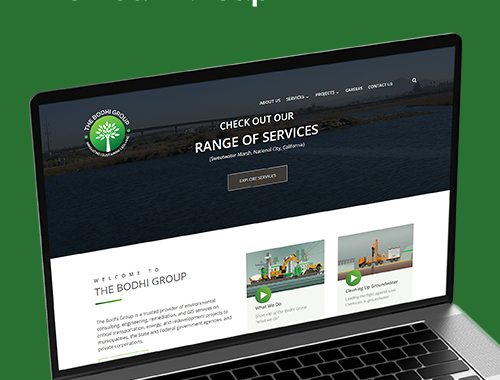 ABOUT US SERVICES PROJECTS CAREERS CONTACT US
THE BODHI GROUP
CHECK OUT OUR
RANGE OF SERVICES
(Sweetwater Marsh, National City, California)
EXPLORE SERVICES
WELCOME TO
THE BODHI GROUP
The Bodhi Group is a trusted provider of environmental
consulting, engineering, remediation, and GIS services on
critical transportation, energy, and redevelopment projects to
municipalities, the State and Federal government agencies, and
private corporations.
What We Do
Short clip of the Bodhi Group
"what we do"
Cleaning Up Groundwater
Leading the fight against toxic
chemicals in groundwater